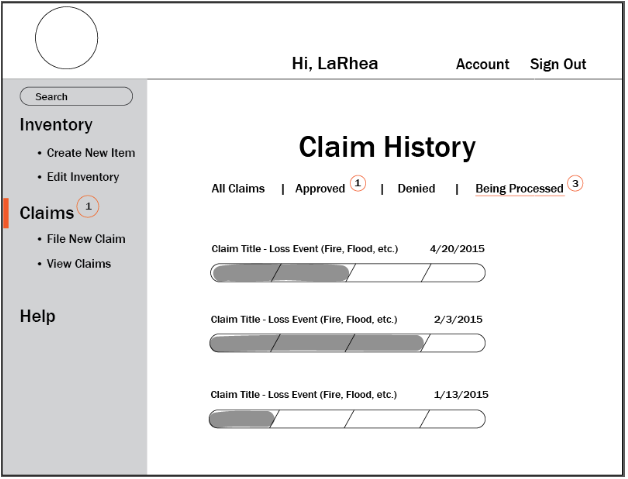 Hi, LaRhea Account Sign Out
Search
Inventory
• Create New Item
• Edit Inventory
Claims 1
• File New Claim
• View Claims
Help
Claim History
All Claims | Approved 1 | Denied | Being Processed 3
Claim Title - Loss Event (Fire, Flood, etc.) 4/20/2015
Claim Title - Loss Event (Fire, Flood, etc.) 2/3/2015
Claim Title - Loss Event (Fire, Flood, etc.) 1/13/2015